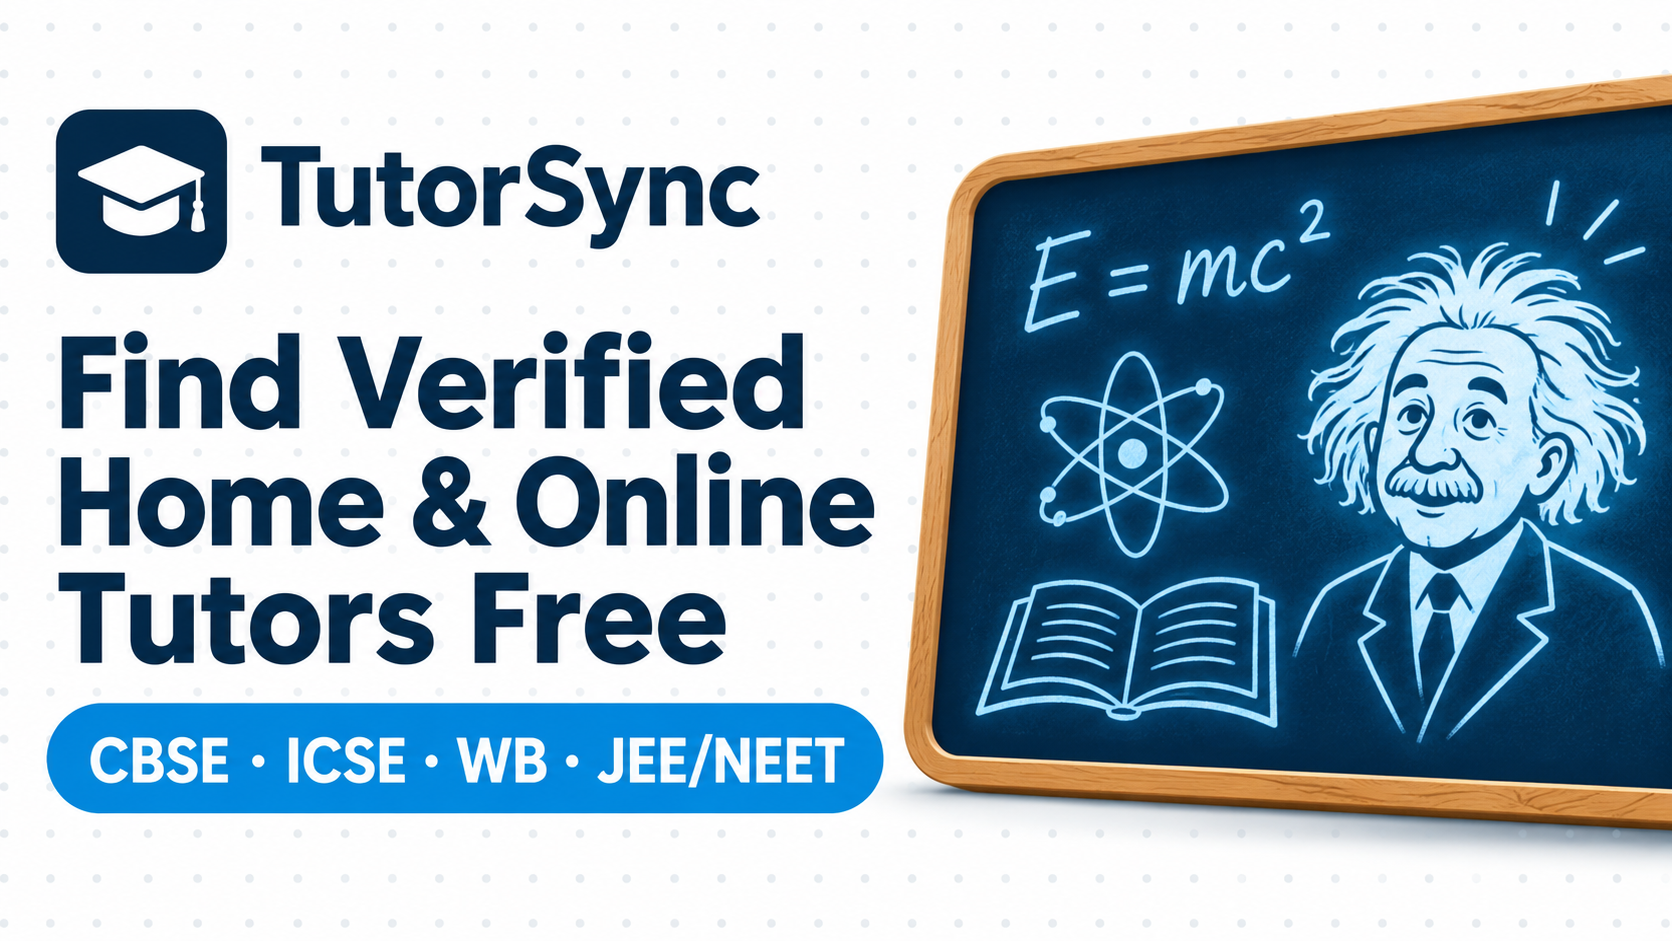 TutorSync
Find Verified
Home & Online
Tutors Free
CBSE · ICSE · WB · JEE/NEET
E = mc²